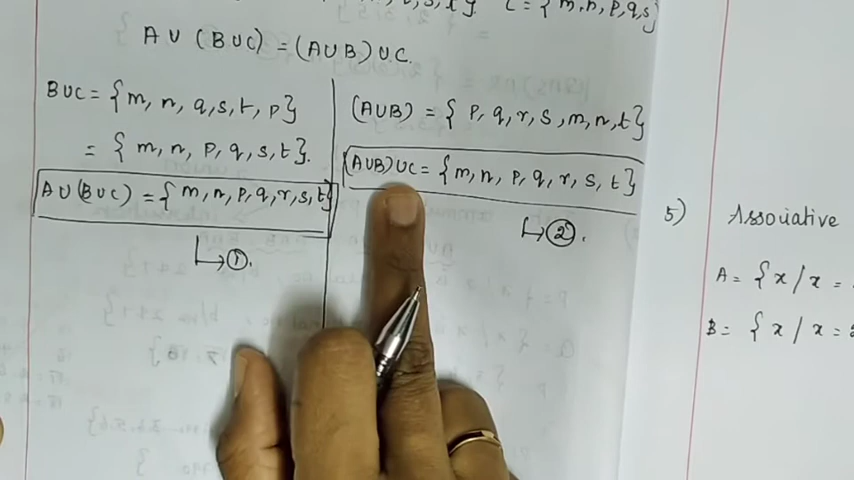 C = {m,n,p,q,s}
A ∪ (B∪C) = (A∪B) ∪ C.
B∪C = {m, n, q, s, t, p}
= {m, n, p, q, s, t}.
A∪(B∪C) = {m, n, p, q, r, s, t}
↳ ①.
(A∪B) = {p, q, r, s, m, n, t}
(A∪B)∪C = {m, n, p, q, r, s, t}
↳ ②.
5) Associative
A = {x / x =
B = {x / x =